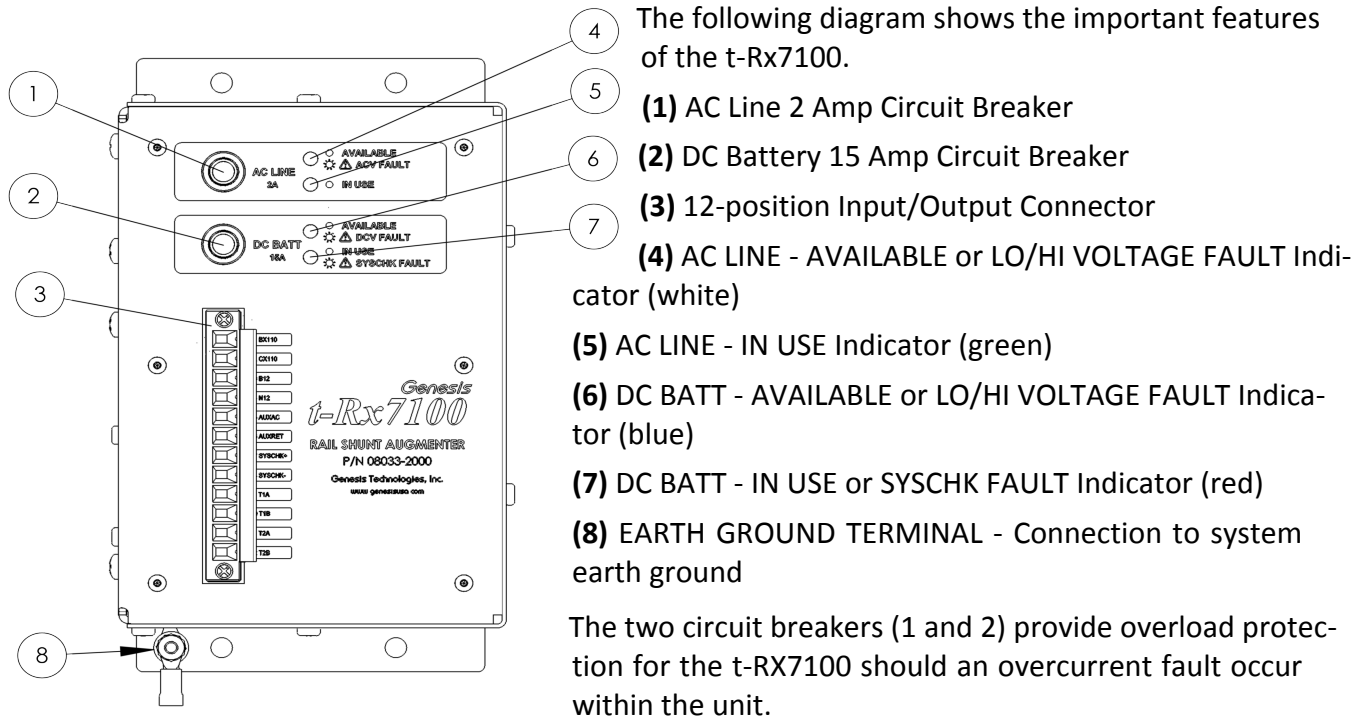 The following diagram shows the important features
of the t-Rx7100.
(1) AC Line 2 Amp Circuit Breaker
(2) DC Battery 15 Amp Circuit Breaker
(3) 12-position Input/Output Connector
(4) AC LINE - AVAILABLE or LO/HI VOLTAGE FAULT Indi-
cator (white)
(5) AC LINE - IN USE Indicator (green)
(6) DC BATT - AVAILABLE or LO/HI VOLTAGE FAULT Indica-
tor (blue)
(7) DC BATT - IN USE or SYSCHK FAULT Indicator (red)
(8) EARTH GROUND TERMINAL - Connection to system
earth ground
The two circuit breakers (1 and 2) provide overload protec-
tion for the t-RX7100 should an overcurrent fault occur
within the unit.
1
2
3
4
5
6
7
8
AC LINE
2A
AVAILABLE
ACV FAULT
IN USE
DC BATT
15A
AVAILABLE
DCV FAULT
IN USE
SYSCHK FAULT
BX110
CX110
B12
N12
AUXAC
AUXRET
SYSCHK+
SYSCHK-
T1A
T1B
T2A
T2B
Genesis
t-Rx7100
RAIL SHUNT AUGMENTER
P/N 08033-2000
Genesis Technologies, Inc.
www genesisusa com